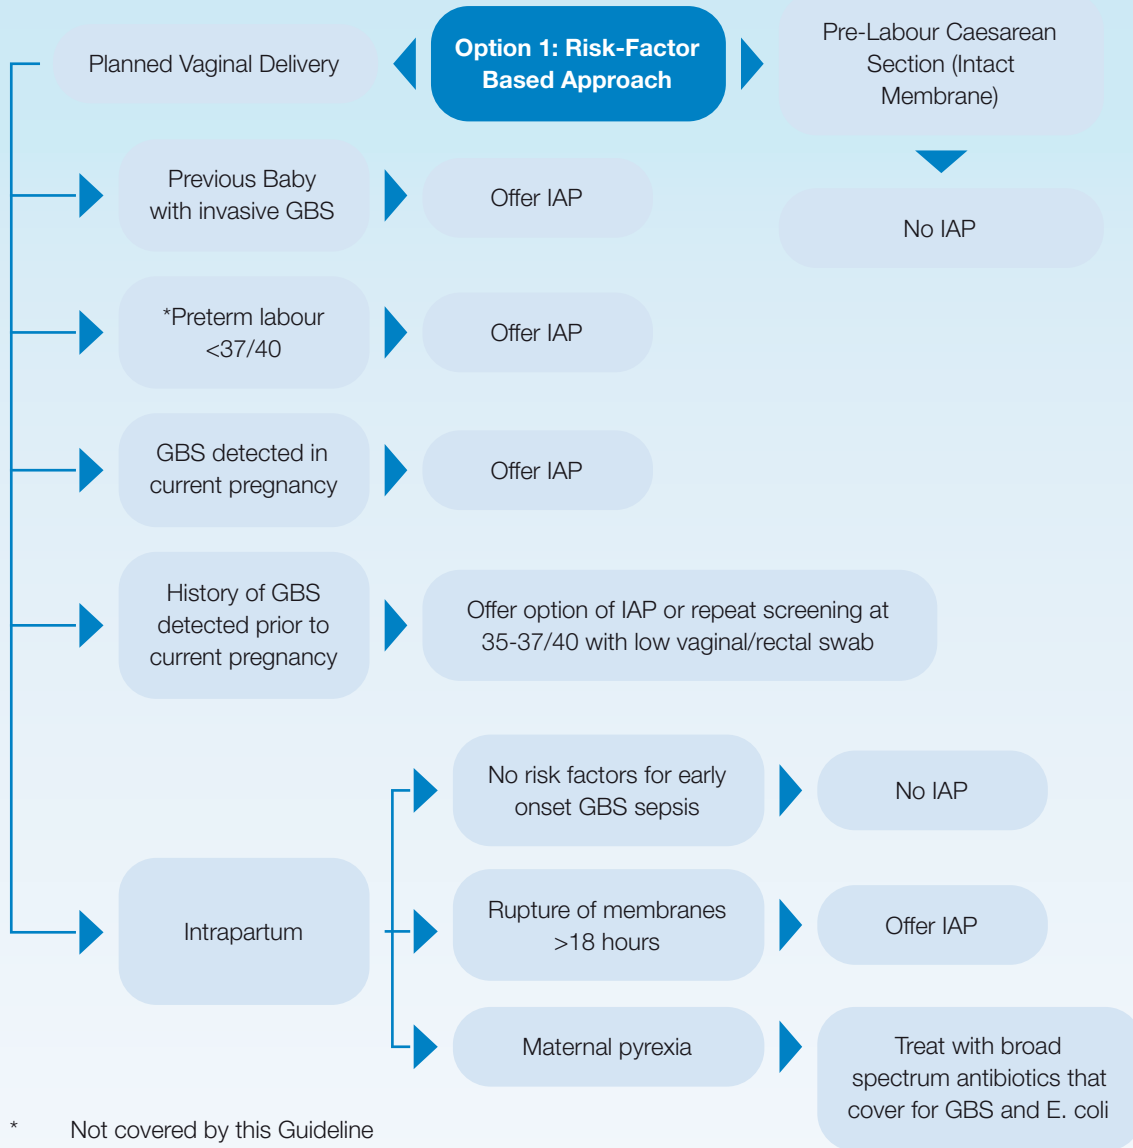 Option 1: Risk-Factor
Based Approach
Planned Vaginal Delivery
Pre-Labour Caesarean
Section (Intact
Membrane)
No IAP
Previous Baby
with invasive GBS
Offer IAP
*Preterm labour
<37/40
Offer IAP
GBS detected in
current pregnancy
Offer IAP
History of GBS
detected prior to
current pregnancy
Offer option of IAP or repeat screening at
35-37/40 with low vaginal/rectal swab
Intrapartum
No risk factors for early
onset GBS sepsis
No IAP
Rupture of membranes
>18 hours
Offer IAP
Maternal pyrexia
Treat with broad
spectrum antibiotics that
cover for GBS and E. coli
* Not covered by this Guideline